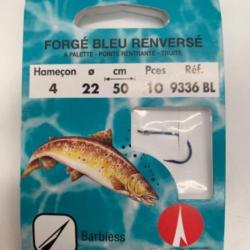 FORGÉ BLEU RENVERSÉ
A PALETTE - POINTE RENTRANTE - TRUITE
Hameçon ø cm Pces Réf.
4 22 50 10 9336 BL
Barbless